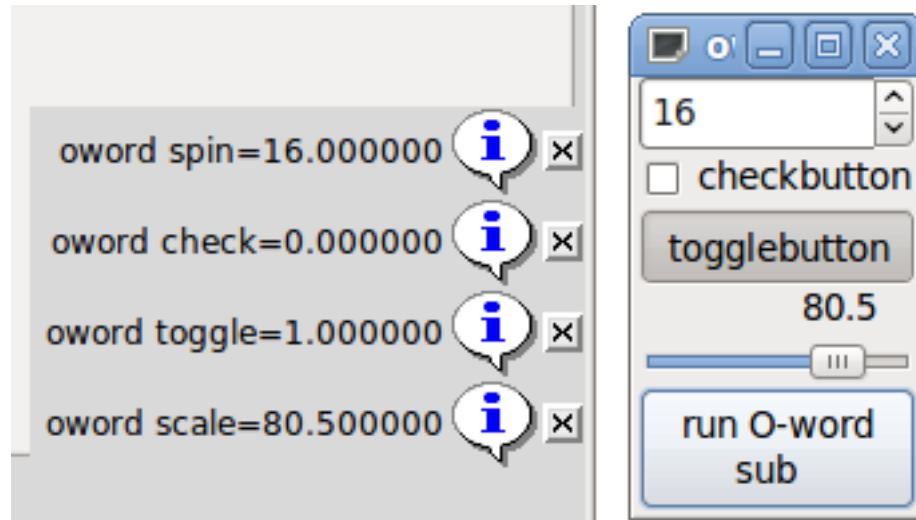 oword spin=16.000000
oword check=0.000000
oword toggle=1.000000
oword scale=80.500000
16
checkbutton
togglebutton
80.5
run O-word
sub